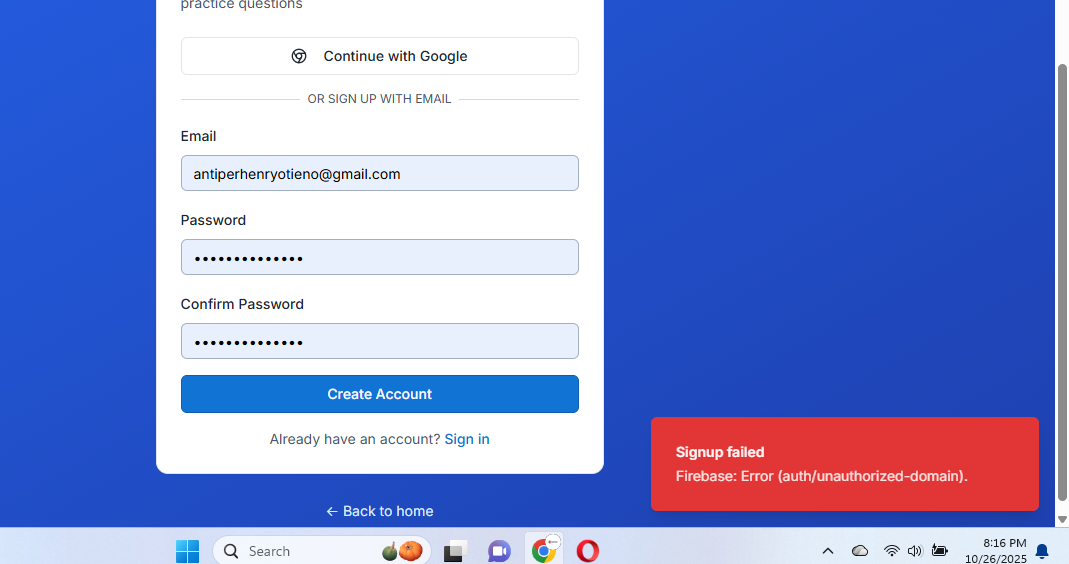 practice questions
Continue with Google
OR SIGN UP WITH EMAIL
Email
antiperhenryotieno@gmail.com
Password
••••••••••••••
Confirm Password
••••••••••••••
Create Account
Already have an account? Sign in
← Back to home
Signup failed
Firebase: Error (auth/unauthorized-domain).
Search
8:16 PM
10/26/2025